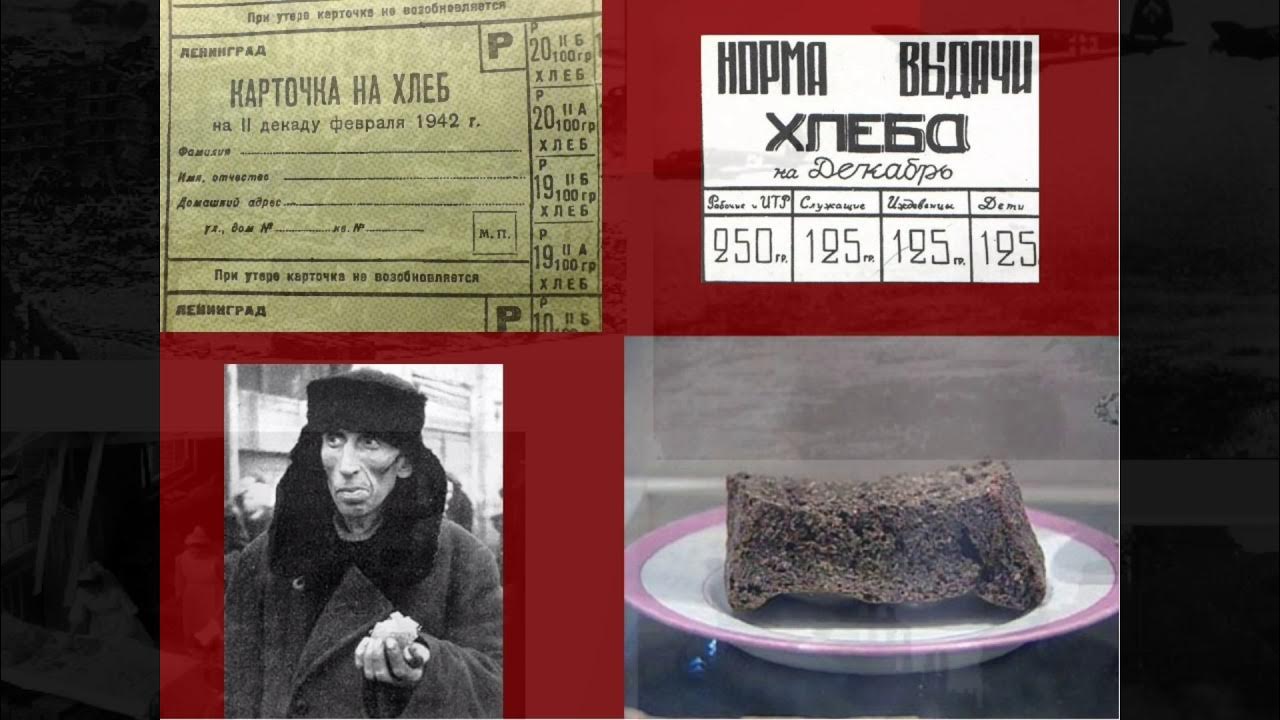 При утере карточка не возобновляется
ЛЕНИНГРАД
Р
КАРТОЧКА НА ХЛЕБ
на II декаду февраля 1942 г.
Фамилия
Имя, отчество
Домашний адрес
ул., дом № кв. №
М. П.
При утере карточка не возобновляется
ЛЕНИНГРАД
Р
Р
20 II Б
100 гр
ХЛЕБ
Р
20 II А
100 гр
ХЛЕБ
Р
19 II Б
100 гр
ХЛЕБ
Р
19 II А
100 гр
ХЛЕБ
Р
НОРМА ВЫДАЧИ
ХЛЕБА
на Декабрь
Рабочие и ИТР Служащие Иждивенцы Дети
250 гр. 125 гр. 125 гр. 125